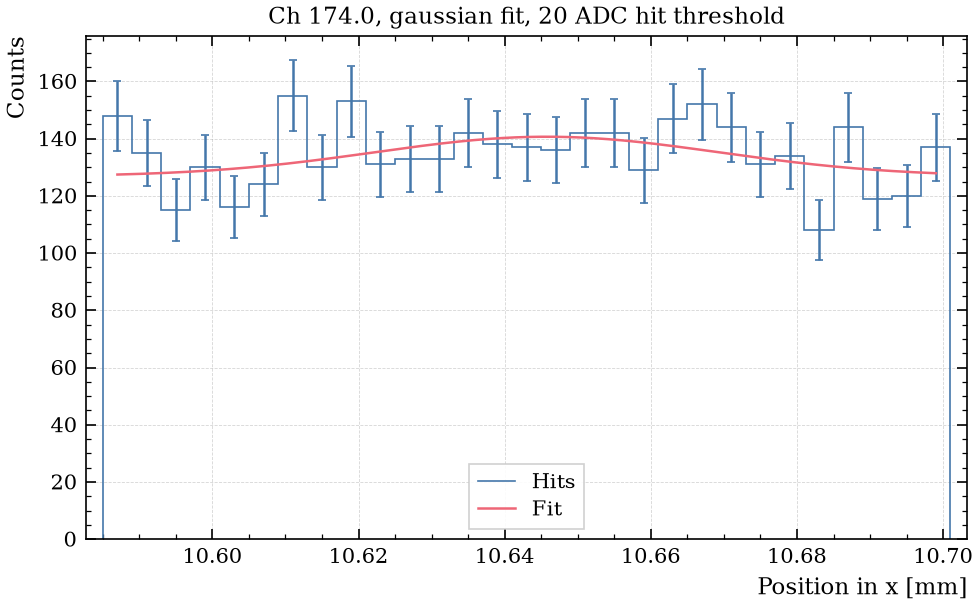 Ch 174.0, gaussian fit, 20 ADC hit threshold
Counts
160
140
120
100
80
60
40
20
0
Hits
Fit
10.60 10.62 10.64 10.66 10.68 10.70
Position in x [mm]